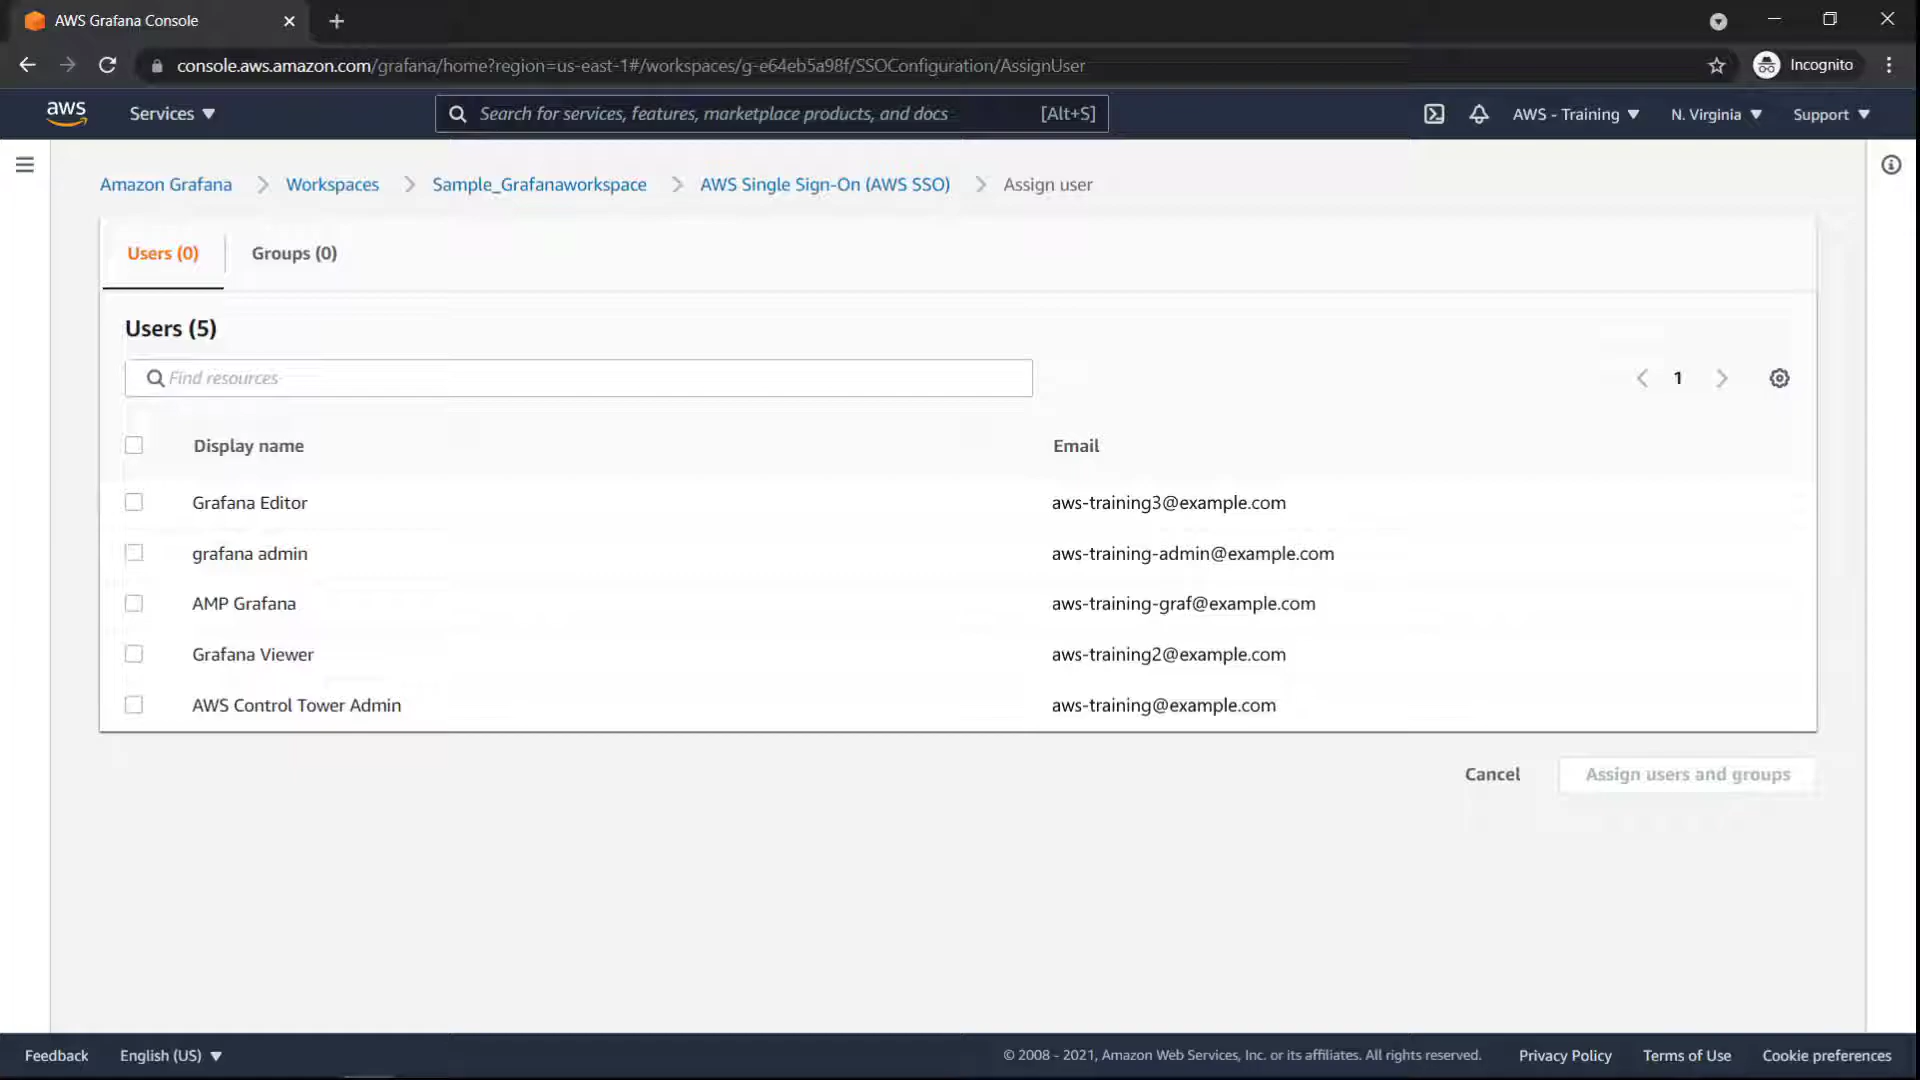 AWS Grafana Console
console.aws.amazon.com/grafana/home?region=us-east-1#/workspaces/g-e64eb5a98f/SSOConfiguration/AssignUser
Incognito
aws Services Search for services, features, marketplace products, and docs [Alt+S] AWS - Training N. Virginia Support
Amazon Grafana Workspaces Sample_Grafanaworkspace AWS Single Sign-On (AWS SSO) Assign user
Users (0) Groups (0)
Users (5)
Find resources 1
Display name Email
Grafana Editor aws-training3@example.com
grafana admin aws-training-admin@example.com
AMP Grafana aws-training-graf@example.com
Grafana Viewer aws-training2@example.com
AWS Control Tower Admin aws-training@example.com
Cancel Assign users and groups
Feedback English (US) © 2008 - 2021, Amazon Web Services, Inc. or its affiliates. All rights reserved. Privacy Policy Terms of Use Cookie preferences